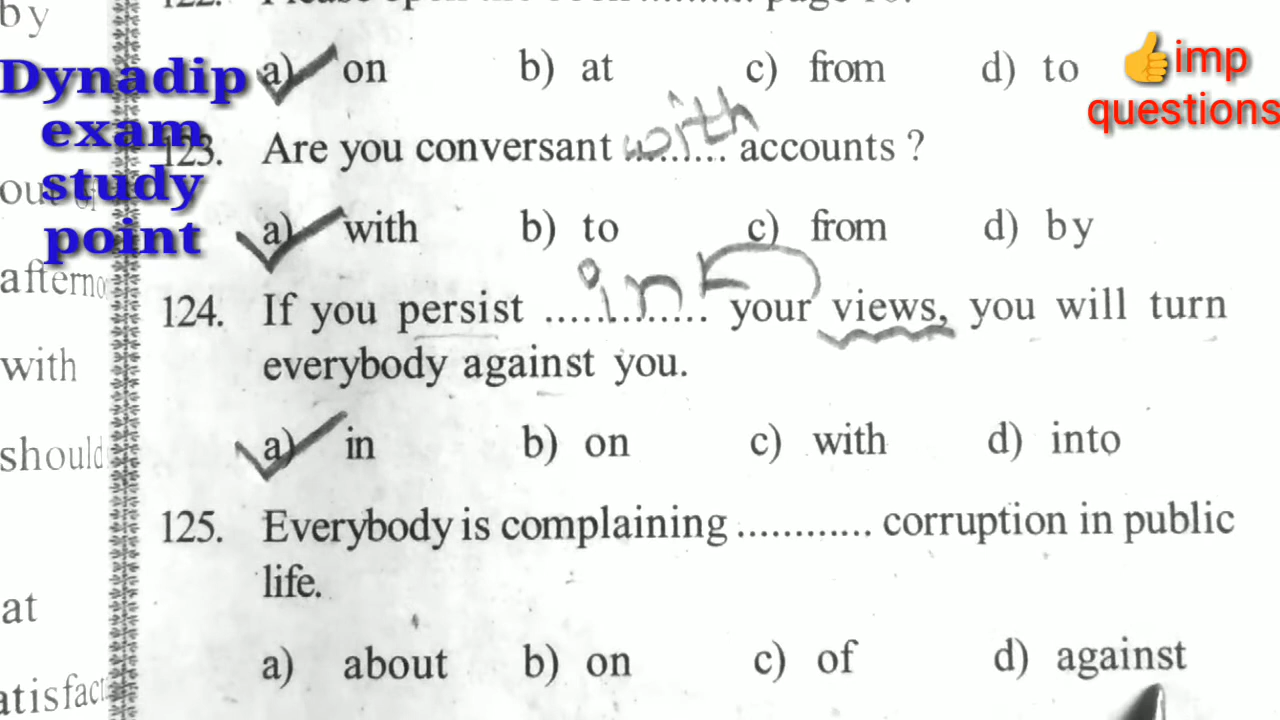 by
a) on b) at c) from d) to
👍imp
questions
Dynadip
exam
study
point
with
123. Are you conversant ........ accounts ?
a) with b) to c) from d) by
in
124. If you persist .............. your views, you will turn
everybody against you.
with
should
a) in b) on c) with d) into
125. Everybody is complaining ............ corruption in public
life.
at
a) about b) on c) of d) against